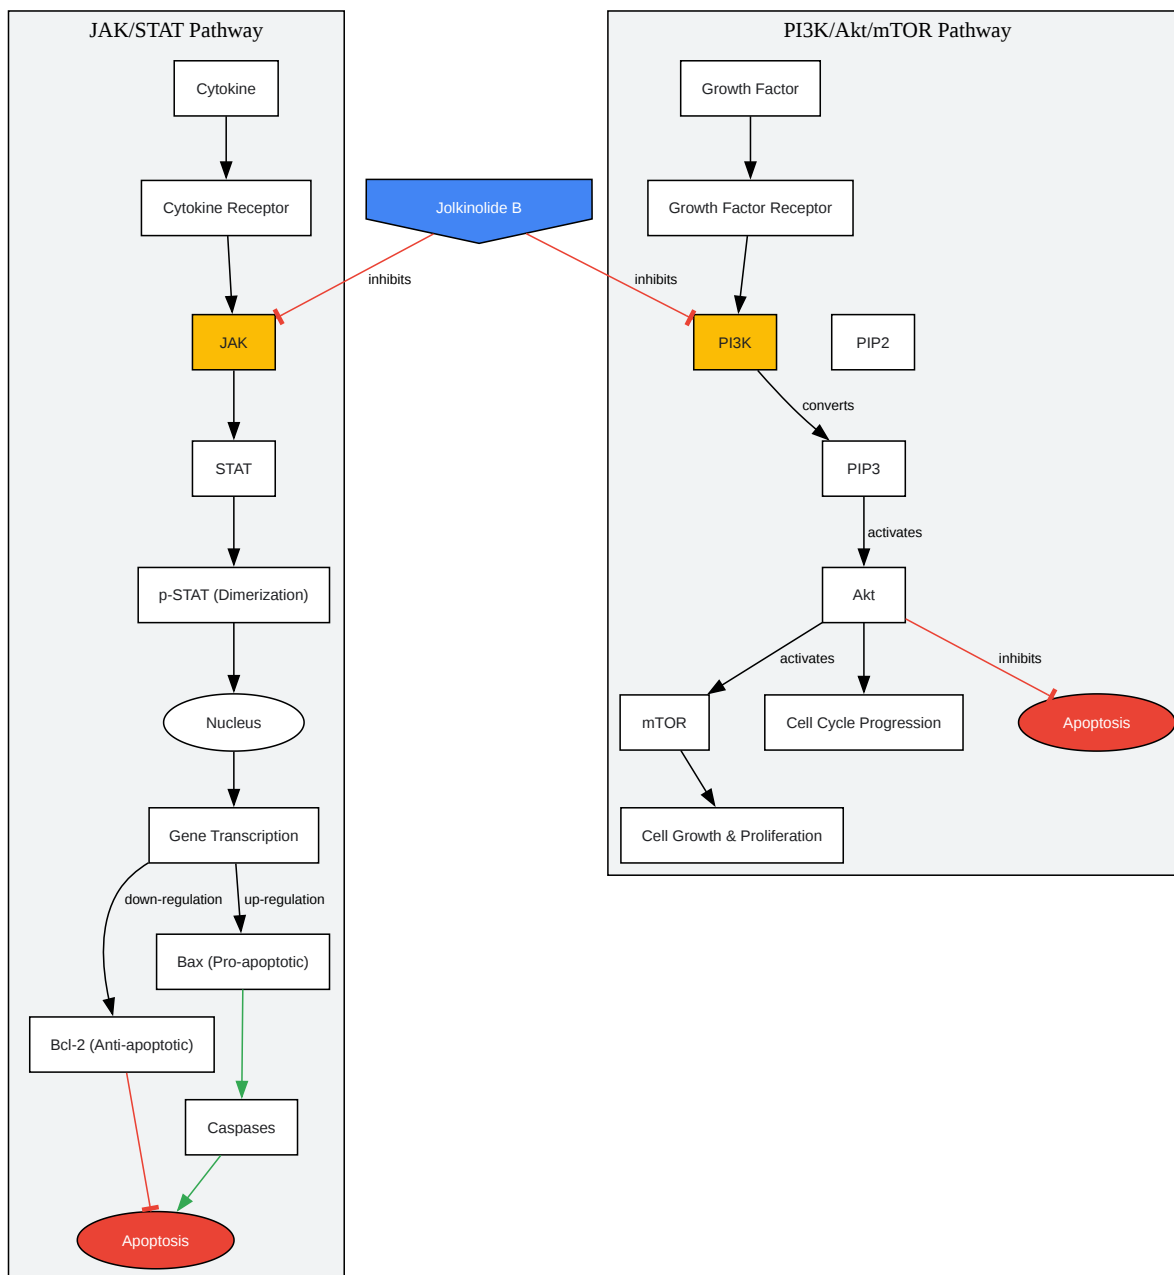 JAK/STAT Pathway
Cytokine
Cytokine Receptor
JAK
STAT
p-STAT (Dimerization)
Nucleus
Gene Transcription
down-regulation
up-regulation
Bax (Pro-apoptotic)
Bcl-2 (Anti-apoptotic)
Caspases
Apoptosis
Jolkinolide B
inhibits
inhibits
PI3K/Akt/mTOR Pathway
Growth Factor
Growth Factor Receptor
PI3K
PIP2
converts
PIP3
activates
Akt
activates
inhibits
mTOR
Cell Cycle Progression
Apoptosis
Cell Growth & Proliferation